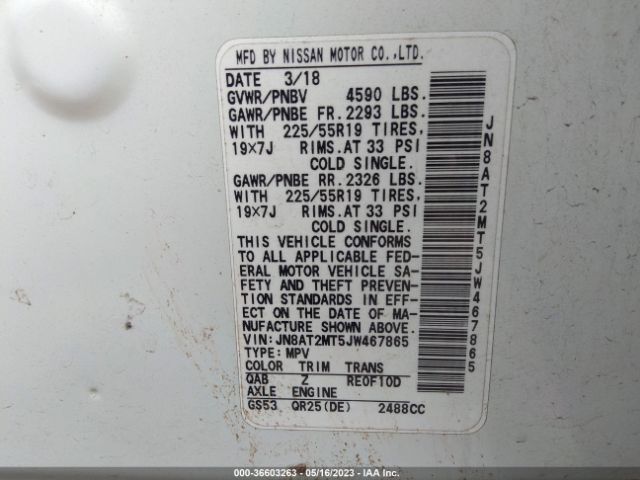 MFD BY NISSAN MOTOR CO.,LTD.
DATE 3/18
GVWR/PNBV 4590 LBS.
GAWR/PNBE FR.2293 LBS.
WITH 225/55R19 TIRES,
19×7J RIMS.AT 33 PSI
COLD SINGLE.
GAWR/PNBE RR.2326 LBS.
WITH 225/55R19 TIRES,
19×7J RIMS.AT 33 PSI
COLD SINGLE.
THIS VEHICLE CONFORMS
TO ALL APPLICABLE FED-
ERAL MOTOR VEHICLE SA-
FETY AND THEFT PREVEN-
TION STANDARDS IN EFF-
ECT ON THE DATE OF MA-
NUFACTURE SHOWN ABOVE.
VIN:JN8AT2MT5JW467865
TYPE:MPV
COLOR TRIM TRANS
QAB Z RE0F10D
AXLE ENGINE
GS53 QR25(DE) 2488CC
JN8AT2MT5JW467865
000-36603263 - 05/16/2023 - IAA Inc.